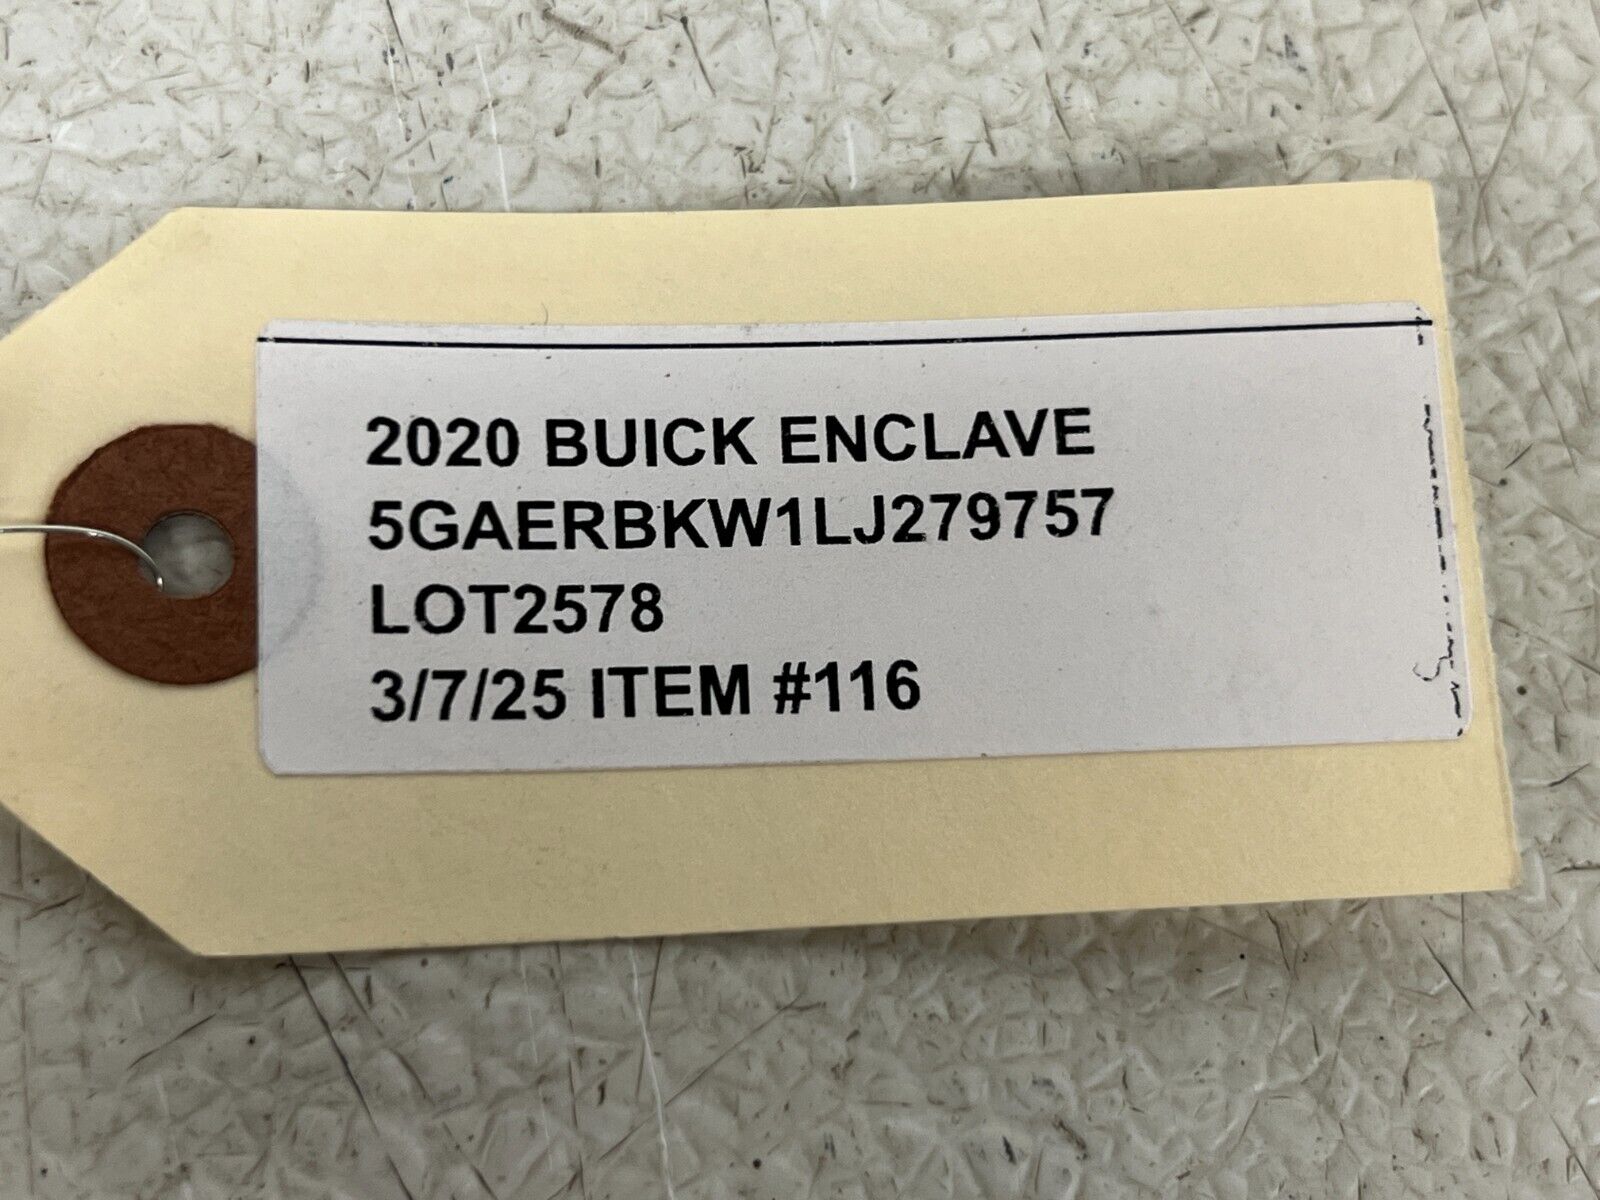 2020 BUICK ENCLAVE
5GAERBKW1LJ279757
LOT2578
3/7/25 ITEM #116